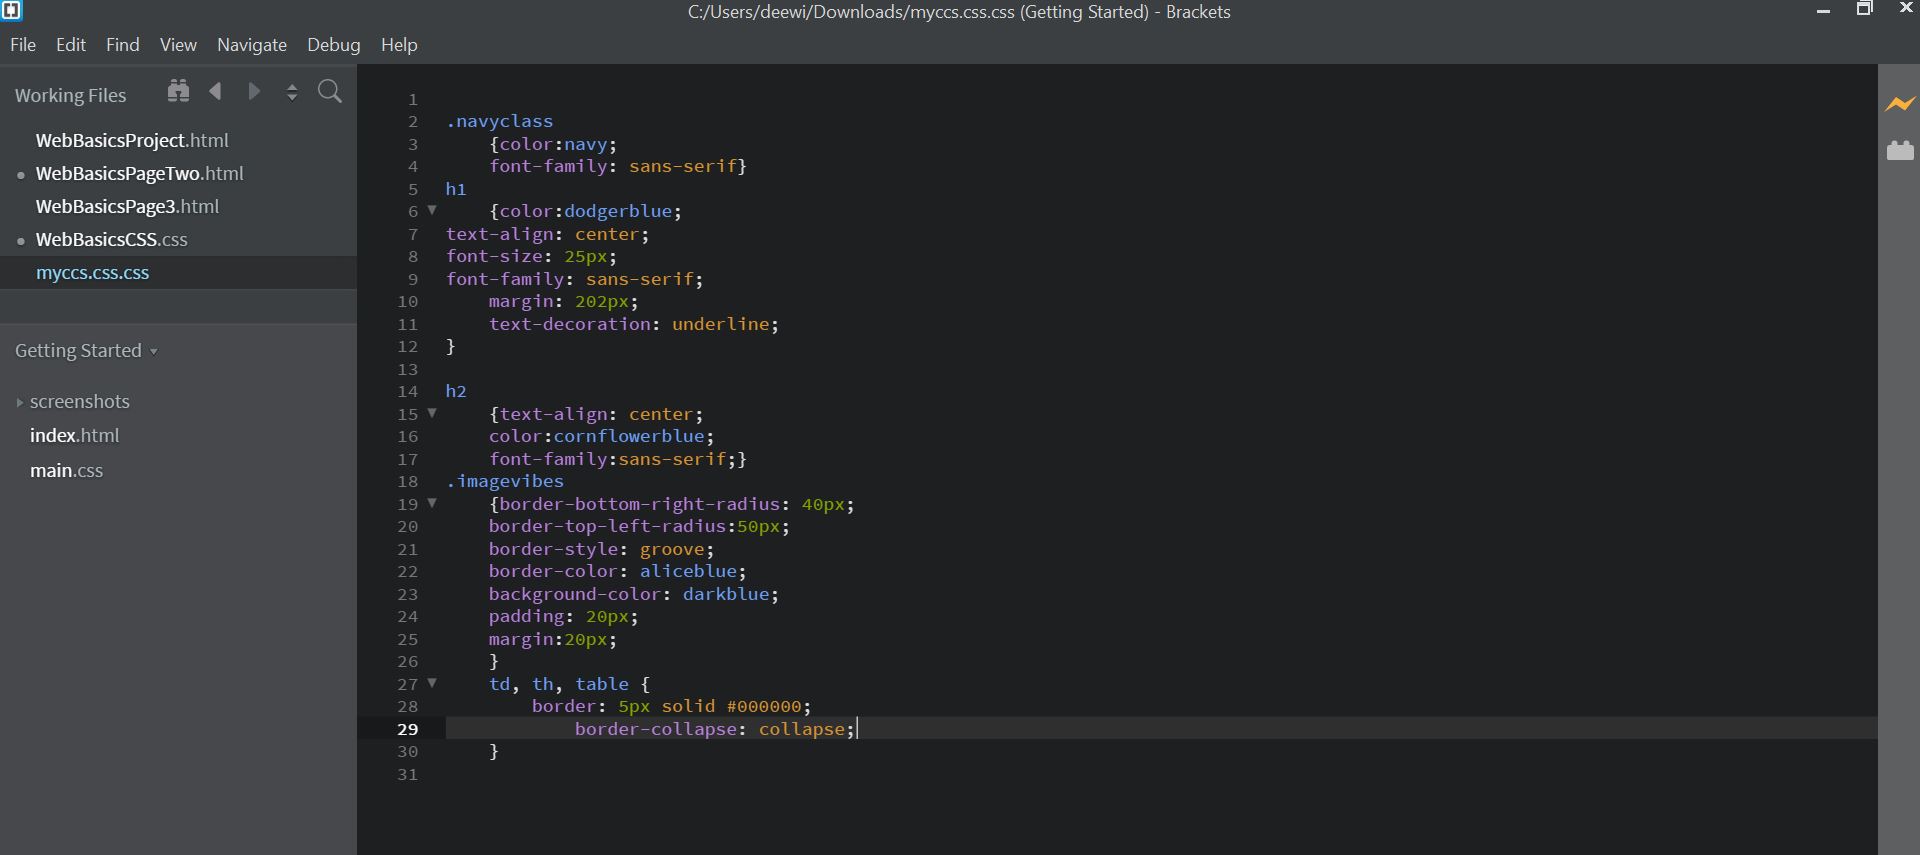 C:/Users/deewi/Downloads/myccs.css.css (Getting Started) - Brackets
File Edit Find View Navigate Debug Help
Working Files
WebBasicsProject.html
WebBasicsPageTwo.html
WebBasicsPage3.html
WebBasicsCSS.css
myccs.css.css
Getting Started
screenshots
index.html
main.css
1
2 .navyclass
3 {color:navy;
4 font-family: sans-serif}
5 h1
6 {color:dodgerblue;
7 text-align: center;
8 font-size: 25px;
9 font-family: sans-serif;
10 margin: 202px;
11 text-decoration: underline;
12 }
13
14 h2
15 {text-align: center;
16 color:cornflowerblue;
17 font-family:sans-serif;}
18 .imagevibes
19 {border-bottom-right-radius: 40px;
20 border-top-left-radius:50px;
21 border-style: groove;
22 border-color: aliceblue;
23 background-color: darkblue;
24 padding: 20px;
25 margin:20px;
26 }
27 td, th, table {
28 border: 5px solid #000000;
29 border-collapse: collapse;
30 }
31